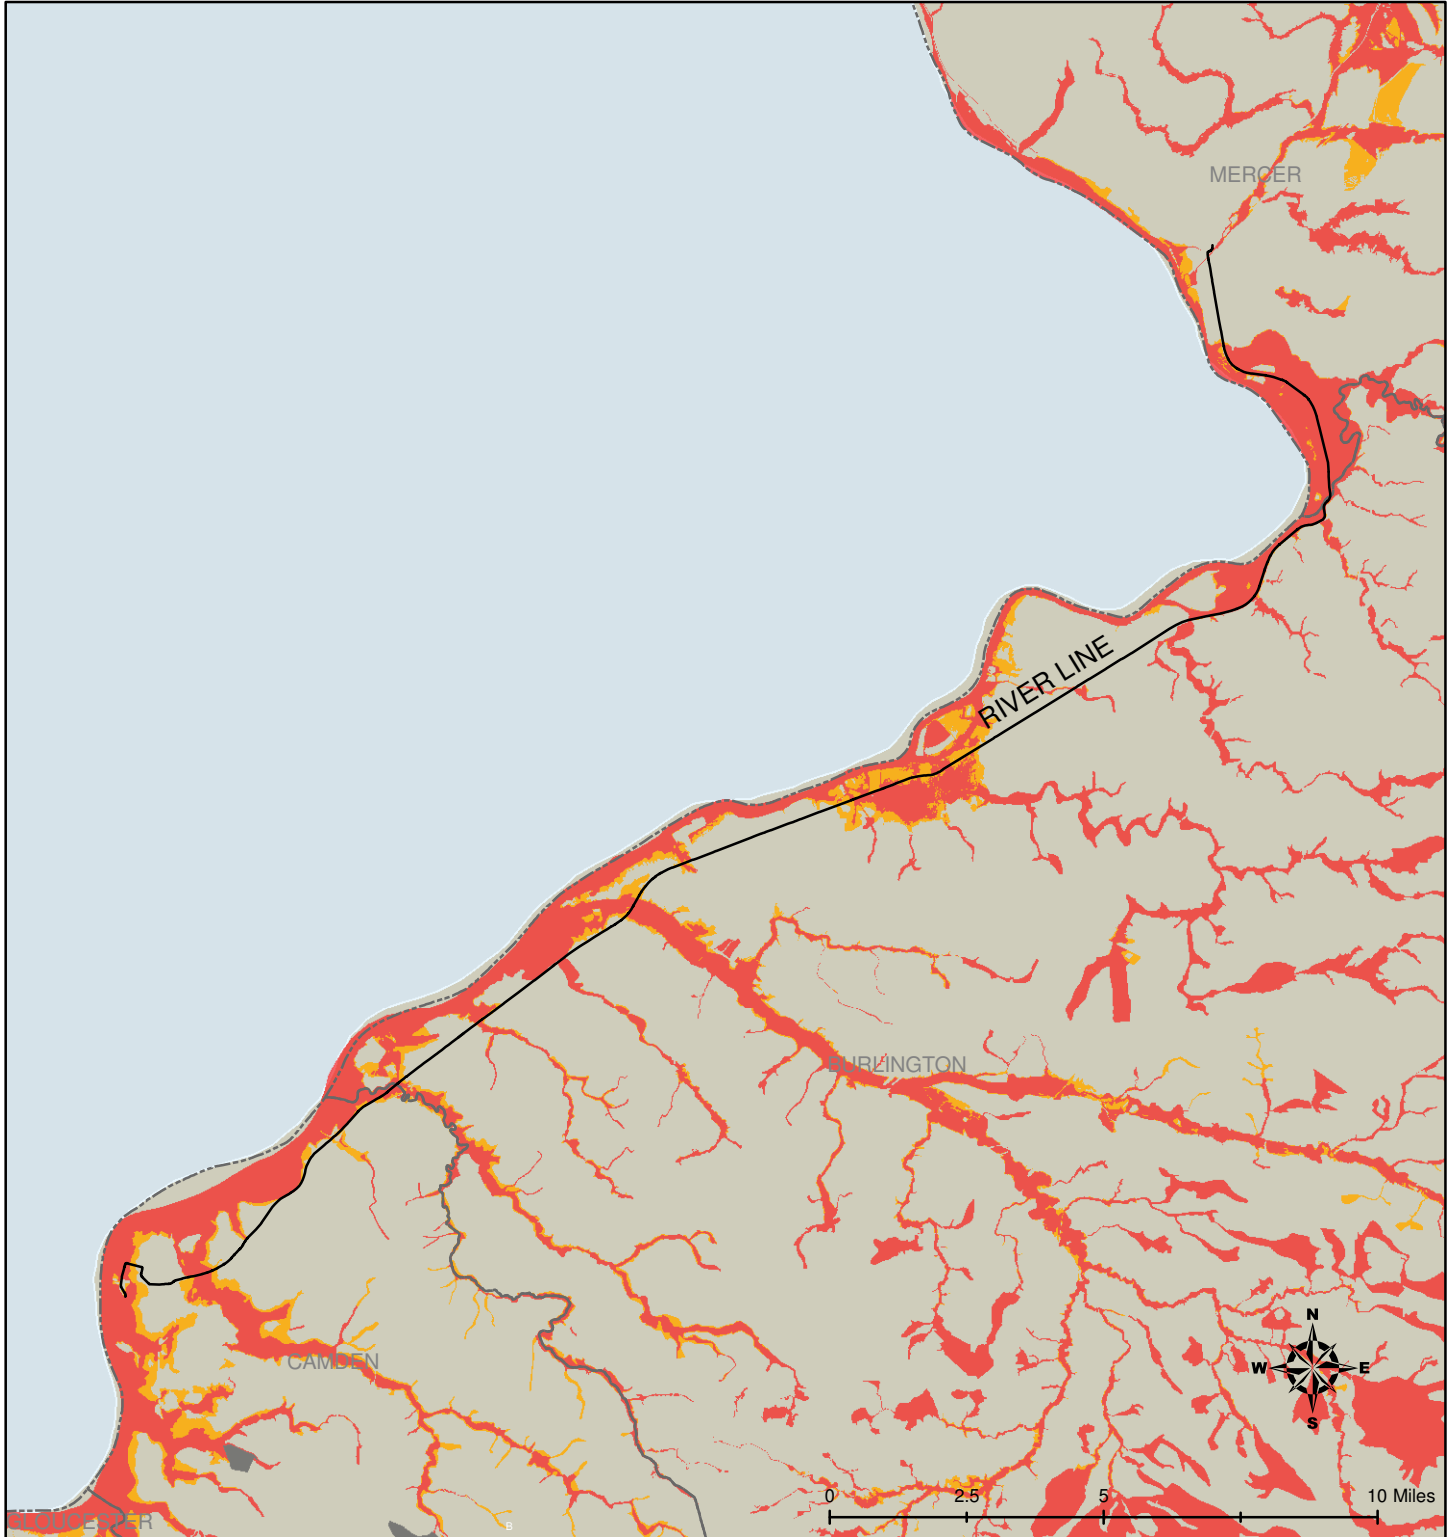 MERCER
RIVER LINE
BURLINGTON
N
W E
S
CAMDEN
0 2.5 5 10 Miles
GLOUCESTER
B